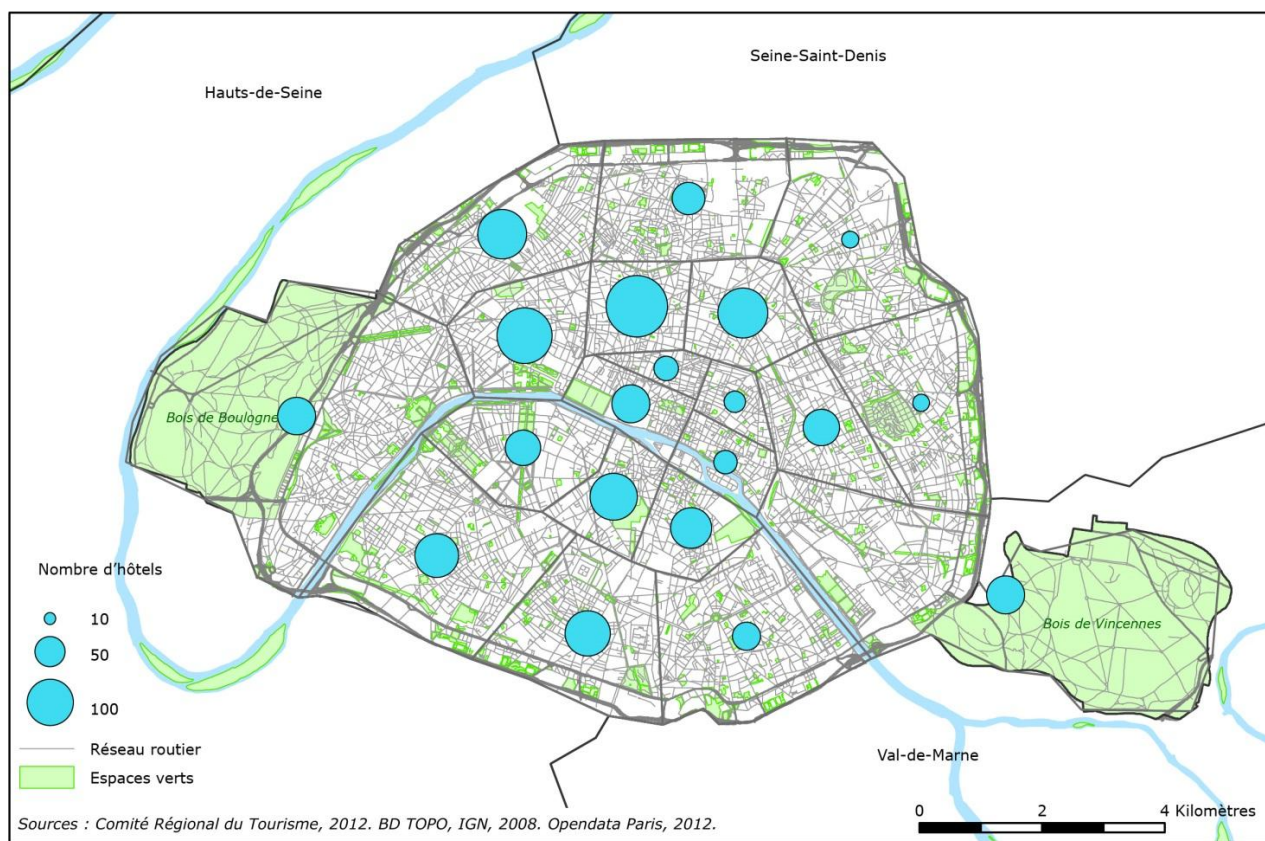 Seine-Saint-Denis
Hauts-de-Seine
Bois de Boulogne
Nombre d'hôtels
10
50
100
Réseau routier
Espaces verts
Bois de Vincennes
Val-de-Marne
0 2 4 Kilomètres
Sources : Comité Régional du Tourisme, 2012. BD TOPO, IGN, 2008. Opendata Paris, 2012.